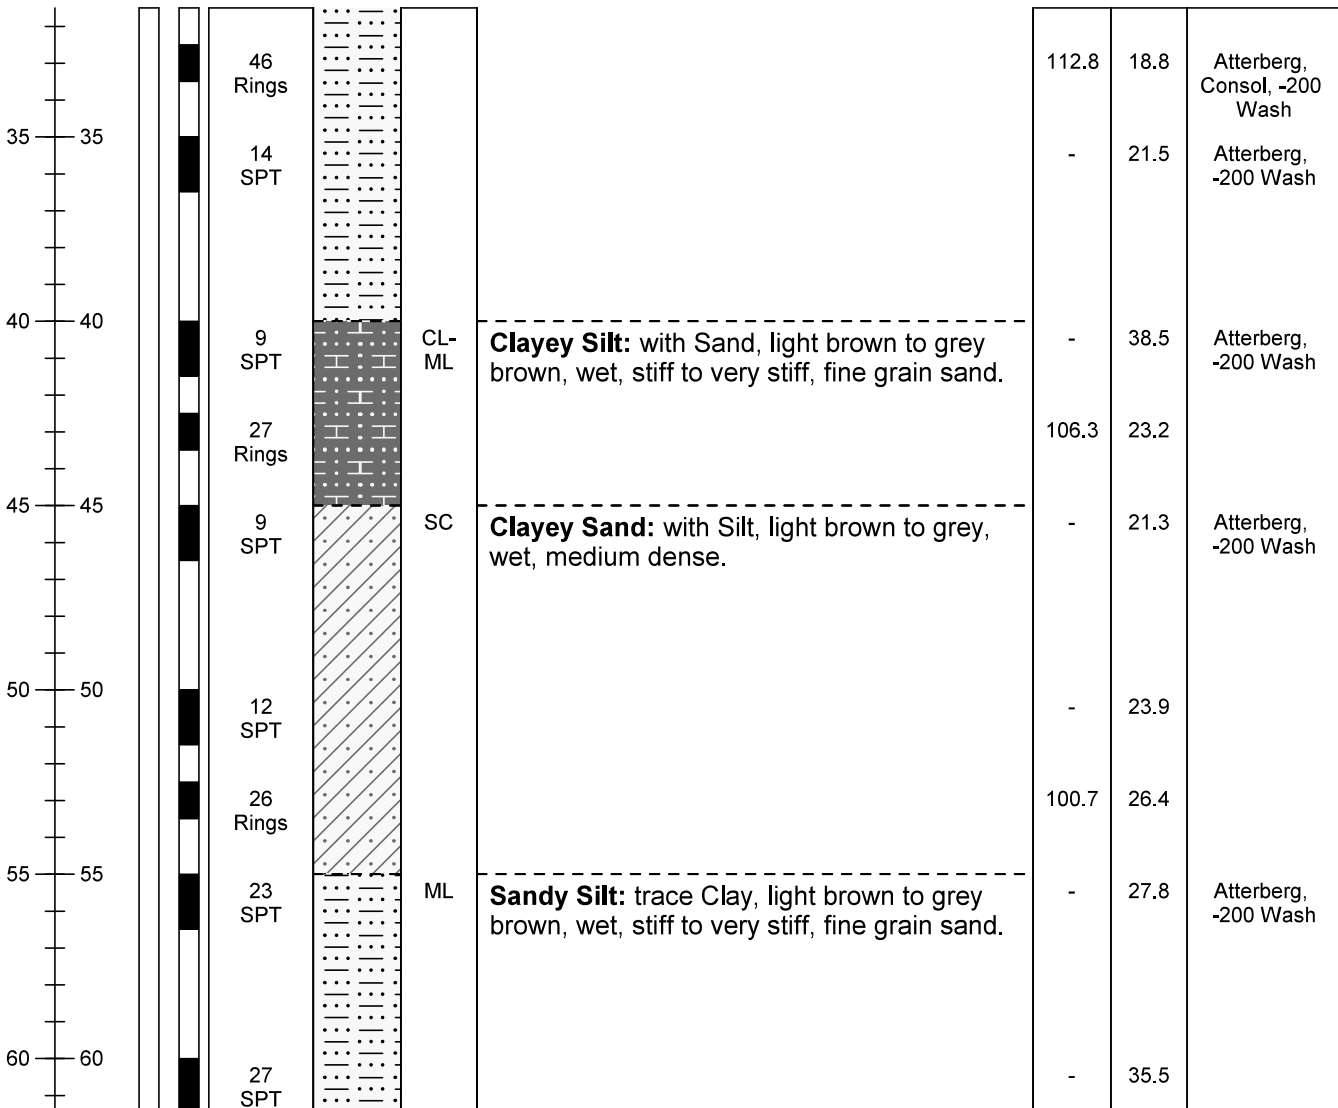 46 112.8 18.8 Atterberg,
Rings Consol, -200
Wash
35 35 14 - 21.5 Atterberg,
SPT -200 Wash
40 40 9 CL- Clayey Silt: with Sand, light brown to grey - 38.5 Atterberg,
SPT ML brown, wet, stiff to very stiff, fine grain sand. -200 Wash
27 106.3 23.2
Rings
45 45 9 SC Clayey Sand: with Silt, light brown to grey, - 21.3 Atterberg,
SPT wet, medium dense. -200 Wash
50 50 12 - 23.9
SPT
26 100.7 26.4
Rings
55 55 23 ML Sandy Silt: trace Clay, light brown to grey - 27.8 Atterberg,
SPT brown, wet, stiff to very stiff, fine grain sand. -200 Wash
60 60 27 - 35.5
SPT